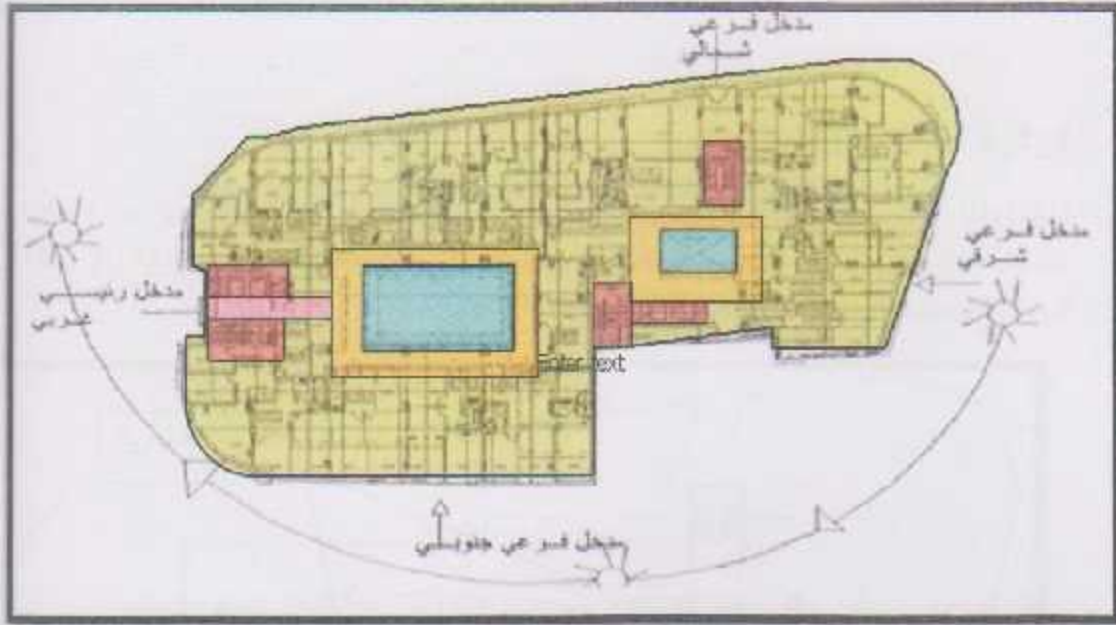 مدخل فرعي
شمالي
مدخل فرعي
شرقي
مدخل رئيسي
غربي
Enter text
مدخل فرعي جنوبي